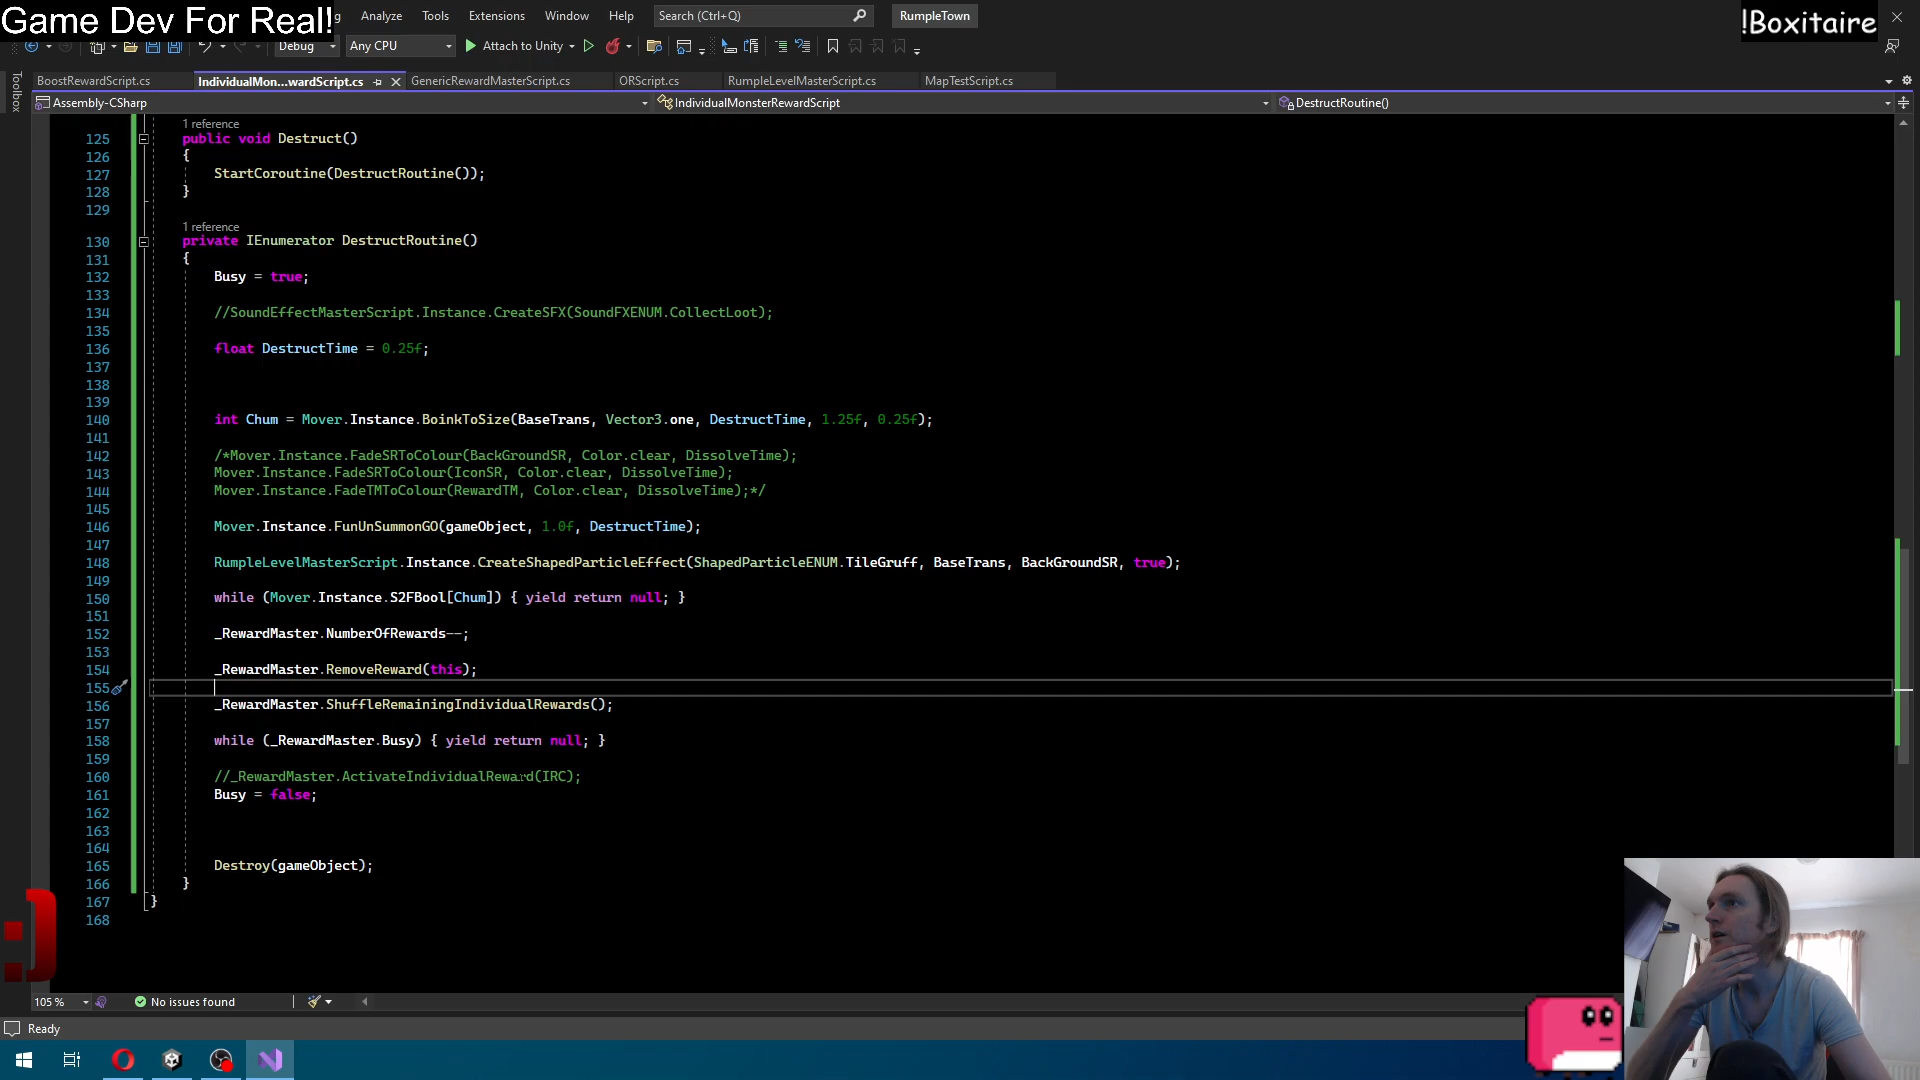 Game Dev For Real!
g Analyze Tools Extensions Window Help Search (Ctrl+Q) RumpleTown
!Boxitaire
Debug Any CPU Attach to Unity
Toolbox
BoostRewardScript.cs IndividualMon...wardScript.cs GenericRewardMasterScript.cs ORScript.cs RumpleLevelMasterScript.cs MapTestScript.cs
Assembly-CSharp IndividualMonsterRewardScript DestructRoutine()
1 reference
125 public void Destruct()
126 {
127 StartCoroutine(DestructRoutine());
128 }
129
1 reference
130 private IEnumerator DestructRoutine()
131 {
132 Busy = true;
133
134 //SoundEffectMasterScript.Instance.CreateSFX(SoundFXENUM.CollectLoot);
135
136 float DestructTime = 0.25f;
137
138
139
140 int Chum = Mover.Instance.BoinkToSize(BaseTrans, Vector3.one, DestructTime, 1.25f, 0.25f);
141
142 /*Mover.Instance.FadeSRToColour(BackGroundSR, Color.clear, DissolveTime);
143 Mover.Instance.FadeSRToColour(IconSR, Color.clear, DissolveTime);
144 Mover.Instance.FadeTMToColour(RewardTM, Color.clear, DissolveTime);*/
145
146 Mover.Instance.FunUnSummonGO(gameObject, 1.0f, DestructTime);
147
148 RumpleLevelMasterScript.Instance.CreateShapedParticleEffect(ShapedParticleENUM.TileGruff, BaseTrans, BackGroundSR, true);
149
150 while (Mover.Instance.S2FBool[Chum]) { yield return null; }
151
152 _RewardMaster.NumberOfRewards--;
153
154 _RewardMaster.RemoveReward(this);
155
156 _RewardMaster.ShuffleRemainingIndividualRewards();
157
158 while (_RewardMaster.Busy) { yield return null; }
159
160 //_RewardMaster.ActivateIndividualReward(IRC);
161 Busy = false;
162
163
164
165 Destroy(gameObject);
166 }
167 }
168
105 % No issues found
Ready